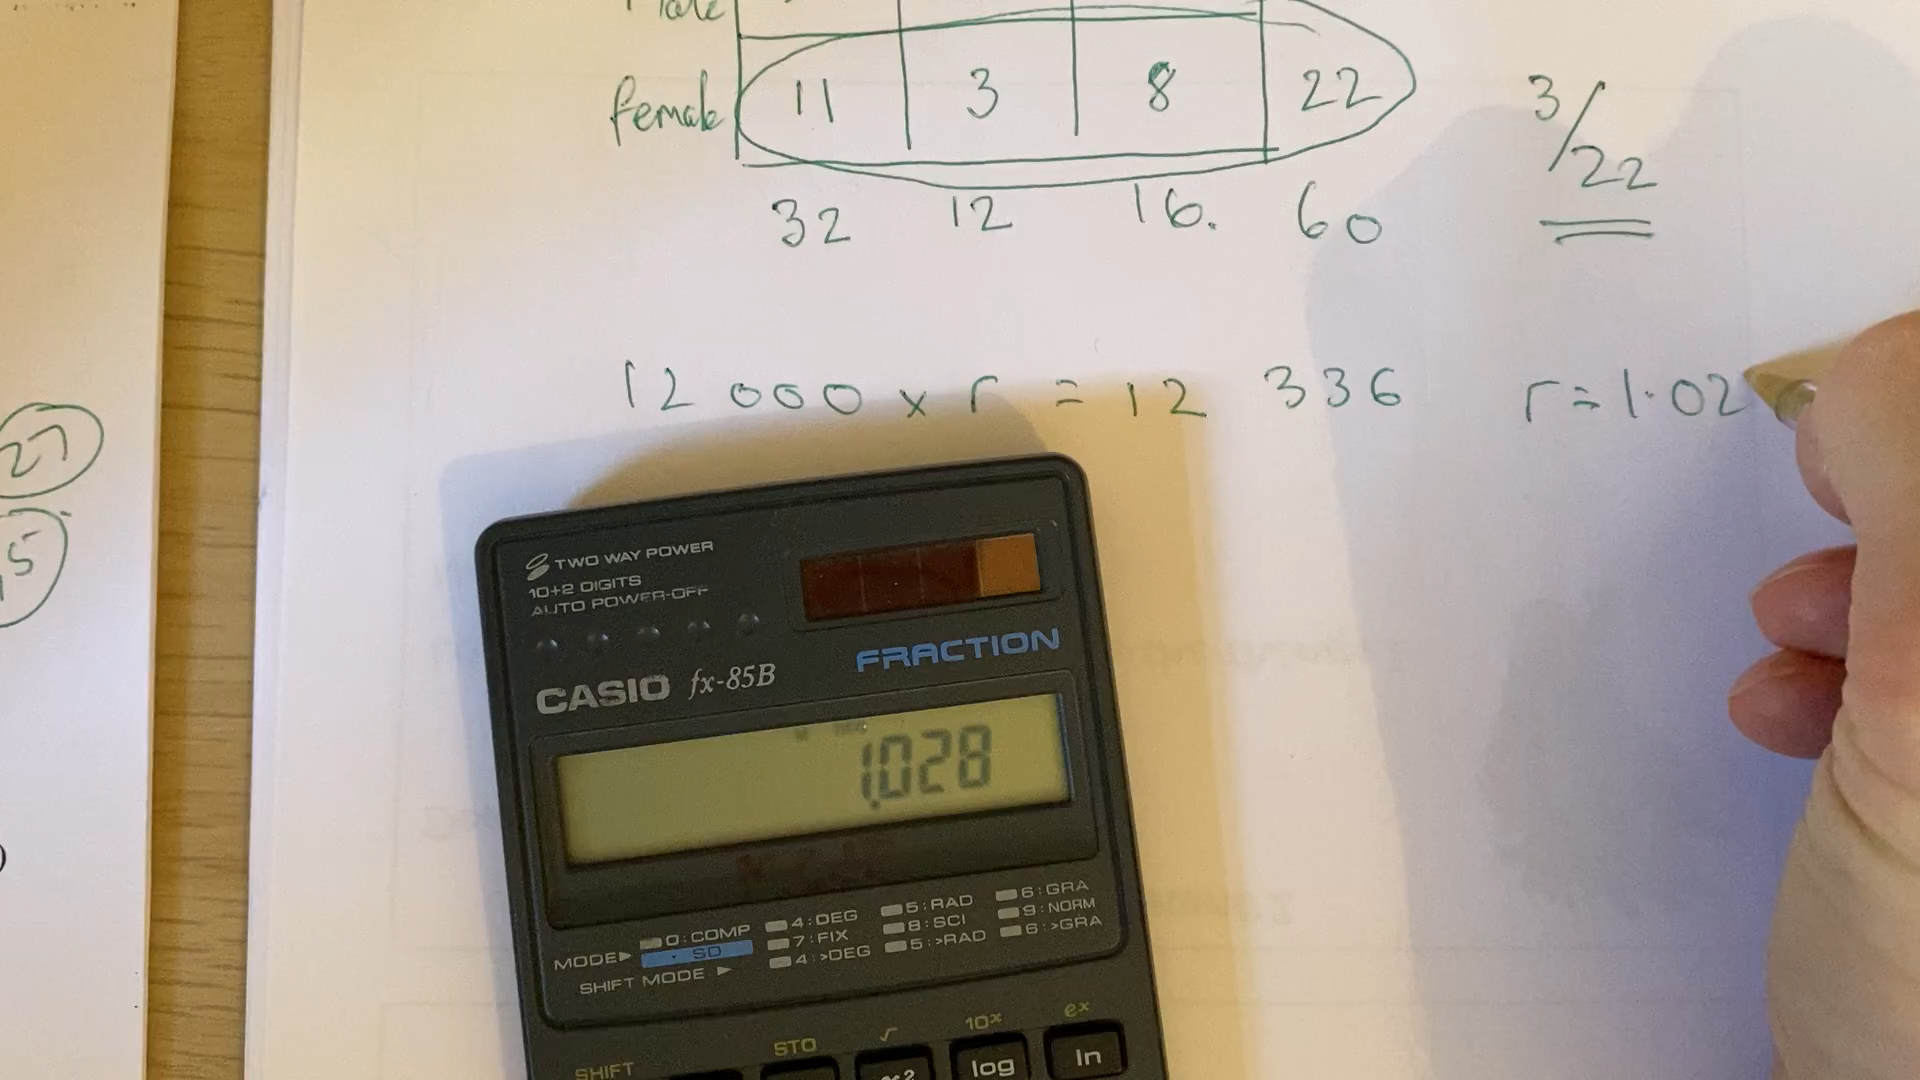 Male
female 11 3 8 22
3/22
32 12 16. 60
12 000 x r = 12 336 r = 1.02
27
5
)
TWO WAY POWER
10+2 DIGITS
AUTO POWER-OFF
FRACTION
CASIO fx-85B
1.028
MODE▶ 0:COMP 4:DEG 5:RAD 6:GRA
· SD 7:FIX 8:SCI 9:NORM
SHIFT MODE ▶ 4:>DEG 5:>RAD 6:>GRA
SHIFT STO √ 10x ex
x2 log ln